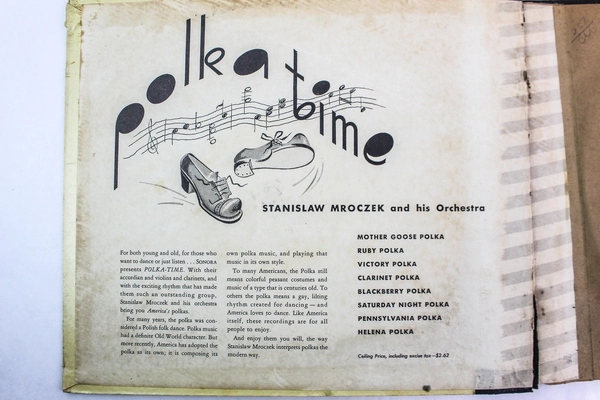 polka time
STANISLAW MROCZEK and his Orchestra
For both young and old, for those who
want to dance or just listen . . . SONORA
presents POLKA-TIME. With their
accordian and violins and clarinets, and
with the exciting rhythm that has made
them such an outstanding group,
Stanislaw Mroczek and his orchestra
bring you America's polkas.
For many years, the polka was con-
sidered a Polish folk dance. Polka music
had a definite Old World character. But
more recently, America has adopted the
polka as its own; it is composing its
own polka music, and playing that
music in its own style.
To many Americans, the Polka still
means colorful peasant costumes and
music of a type that is centuries old. To
others the polka means a gay, lilting
rhythm created for dancing — and
America loves to dance. Like America
itself, these recordings are for all
people to enjoy.
And enjoy them you will, the way
Stanislaw Mroczek interprets polkas the
modern way.
MOTHER GOOSE POLKA
RUBY POLKA
VICTORY POLKA
CLARINET POLKA
BLACKBERRY POLKA
SATURDAY NIGHT POLKA
PENNSYLVANIA POLKA
HELENA POLKA
Ceiling Price, including excise tax—$2.62